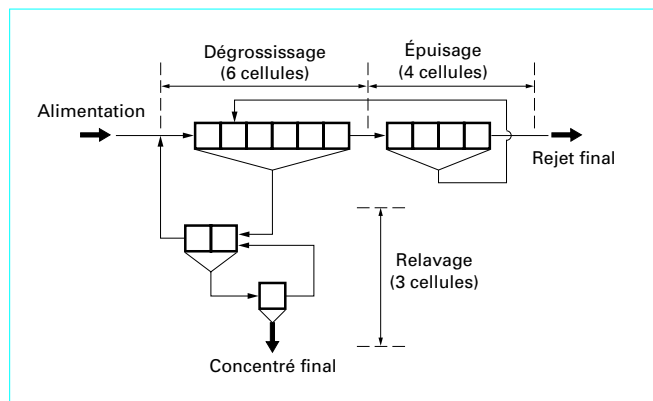 Dégrossissage
(6 cellules)
Épuisage
(4 cellules)
Alimentation
Rejet final
Relavage
(3 cellules)
Concentré final